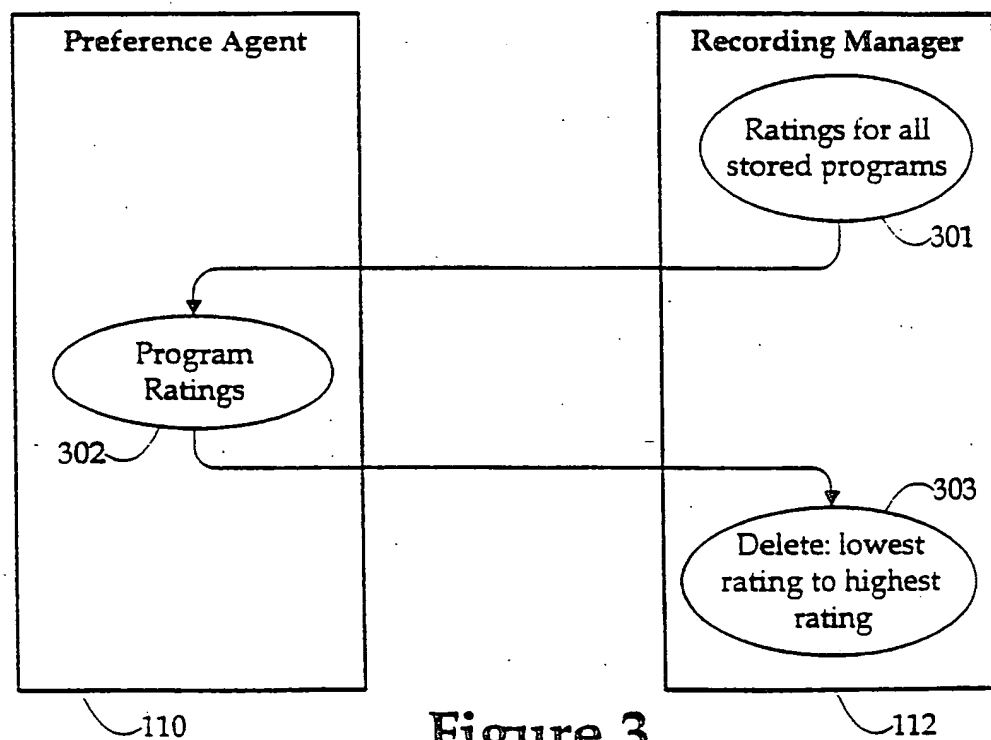 Preference Agent
Recording Manager
Ratings for all
stored programs
301
Program
Ratings
302
303
Delete: lowest
rating to highest
rating
110
112
Figure 3